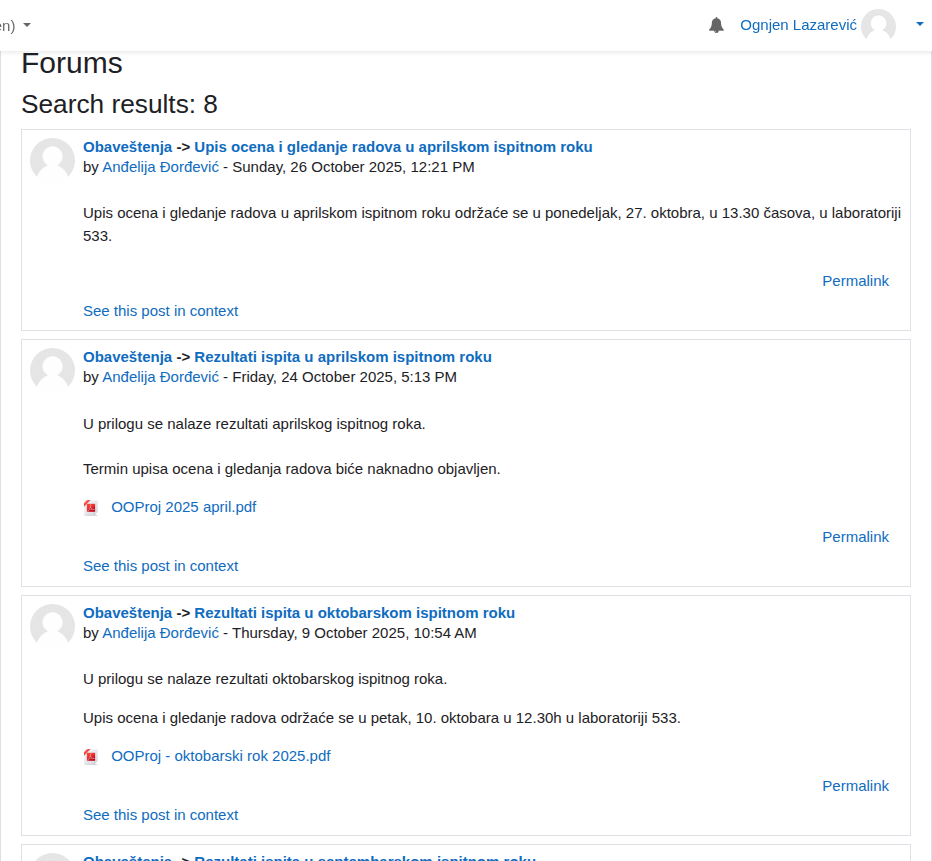 en)
Ognjen Lazarević
Forums
Search results: 8
Obaveštenja -> Upis ocena i gledanje radova u aprilskom ispitnom roku
by Anđelija Đorđević - Sunday, 26 October 2025, 12:21 PM
Upis ocena i gledanje radova u aprilskom ispitnom roku održaće se u ponedeljak, 27. oktobra, u 13.30 časova, u laboratoriji
533.
Permalink
See this post in context
Obaveštenja -> Rezultati ispita u aprilskom ispitnom roku
by Anđelija Đorđević - Friday, 24 October 2025, 5:13 PM
U prilogu se nalaze rezultati aprilskog ispitnog roka.
Termin upisa ocena i gledanja radova biće naknadno objavljen.
OOProj 2025 april.pdf
Permalink
See this post in context
Obaveštenja -> Rezultati ispita u oktobarskom ispitnom roku
by Anđelija Đorđević - Thursday, 9 October 2025, 10:54 AM
U prilogu se nalaze rezultati oktobarskog ispitnog roka.
Upis ocena i gledanje radova održaće se u petak, 10. oktobara u 12.30h u laboratoriji 533.
OOProj - oktobarski rok 2025.pdf
Permalink
See this post in context
Obaveštenja -> Rezultati ispita u septembarskom ispitnom roku